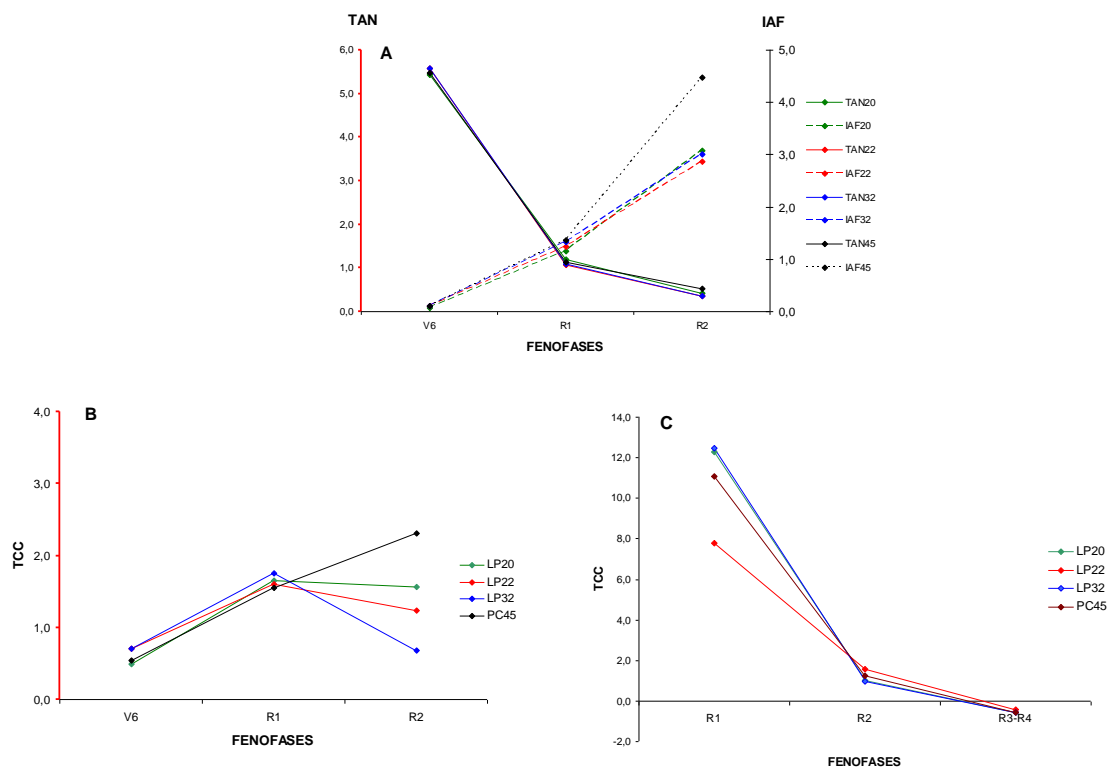 TAN IAF
A
6,0
5,0
4,0
3,0
2,0
1,0
0,0
5,0
4,0
3,0
2,0
1,0
0,0
V6 R1 R2
FENOFASES
TAN20
IAF20
TAN22
IAF22
TAN32
IAF32
TAN45
IAF45
B
TCC
4,0
3,0
2,0
1,0
0,0
V6 R1 R2
FENOFASES
LP20
LP22
LP32
PC45
C
TCC
14,0
12,0
10,0
8,0
6,0
4,0
2,0
0,0
-2,0
R1 R2 R3-R4
FENOFASES
LP20
LP22
LP32
PC45